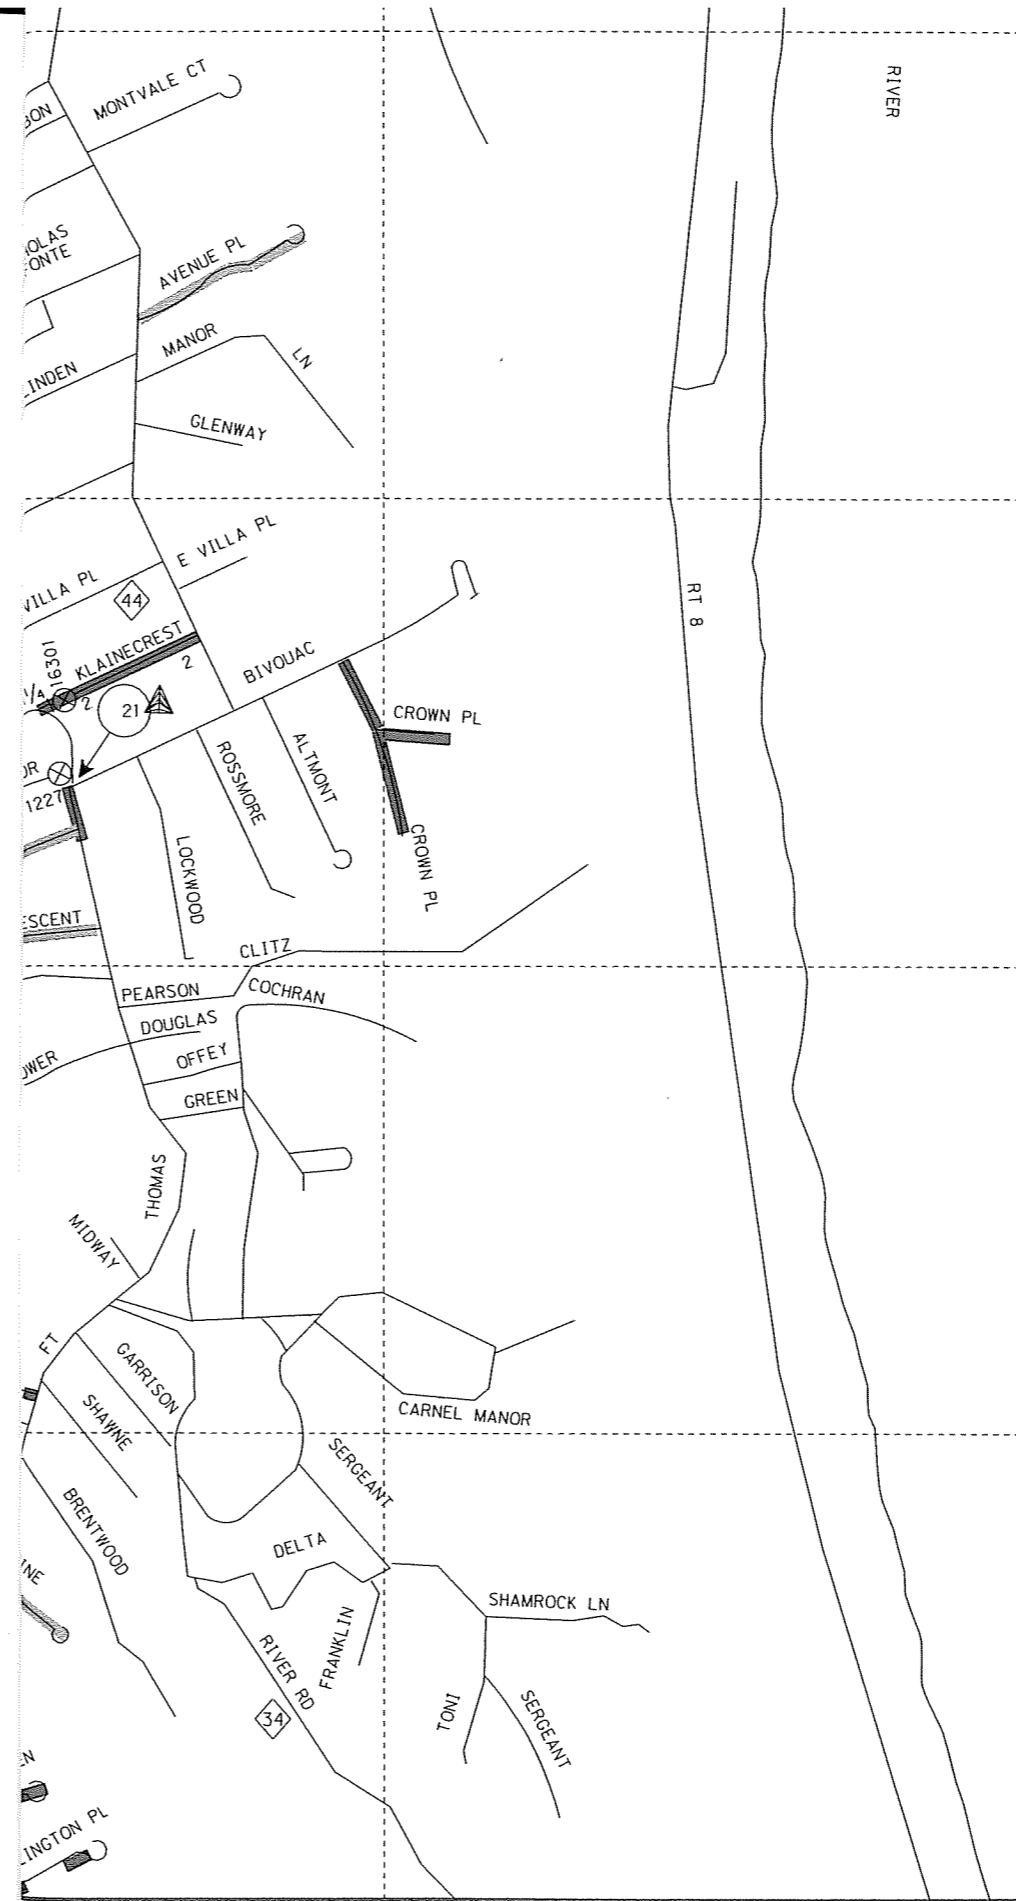 RIVER
MONTVALE CT
AVENUE PL
MANOR
LN
GLENWAY
E VILLA PL
VILLA PL
44
16301
KLAINECREST
2
2
1/4
21
BIVOUAC
RT 8
CROWN PL
ROSSMORE
ALTMONT
1227
CROWN PL
LOCKWOOD
CLITZ
PEARSON
COCHRAN
DOUGLAS
OFFEY
GREEN
THOMAS
MIDWAY
FT
GARRISON
CARNEL MANOR
SHAWNE
SERGEANT
BRENTWOOD
DELTA
SHAMROCK LN
FRANKLIN
RIVER RD
34
TONI
SERGEANT